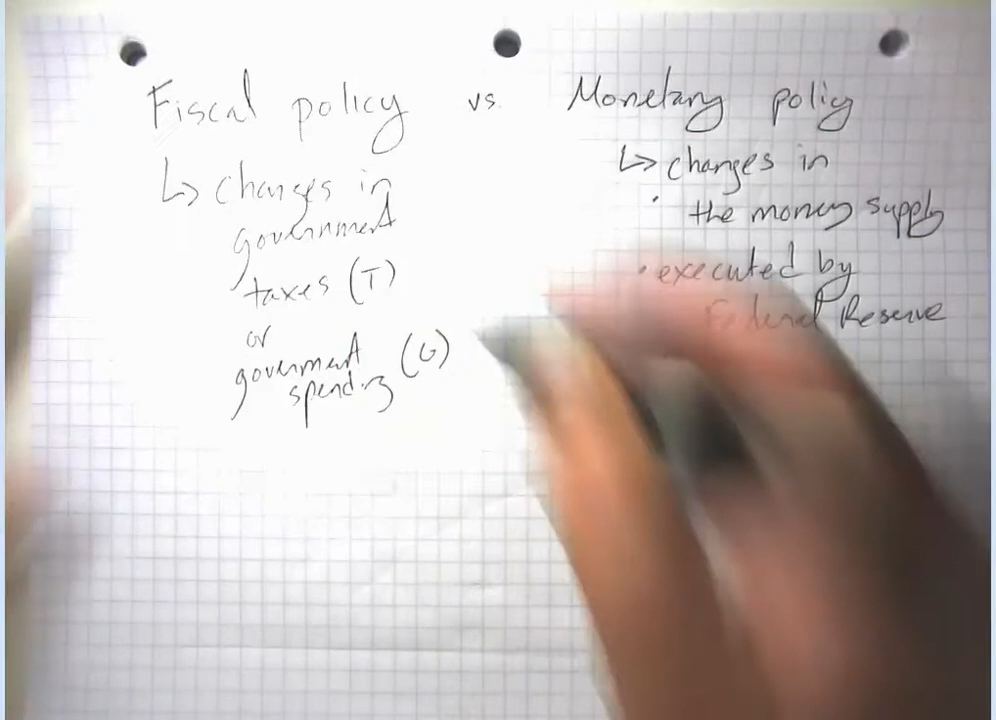 Fiscal policy vs. Monetary policy
↳ changes in
government
taxes (T)
or
government
spending (G)
↳ changes in
• the money supply
• executed by
Federal Reserve